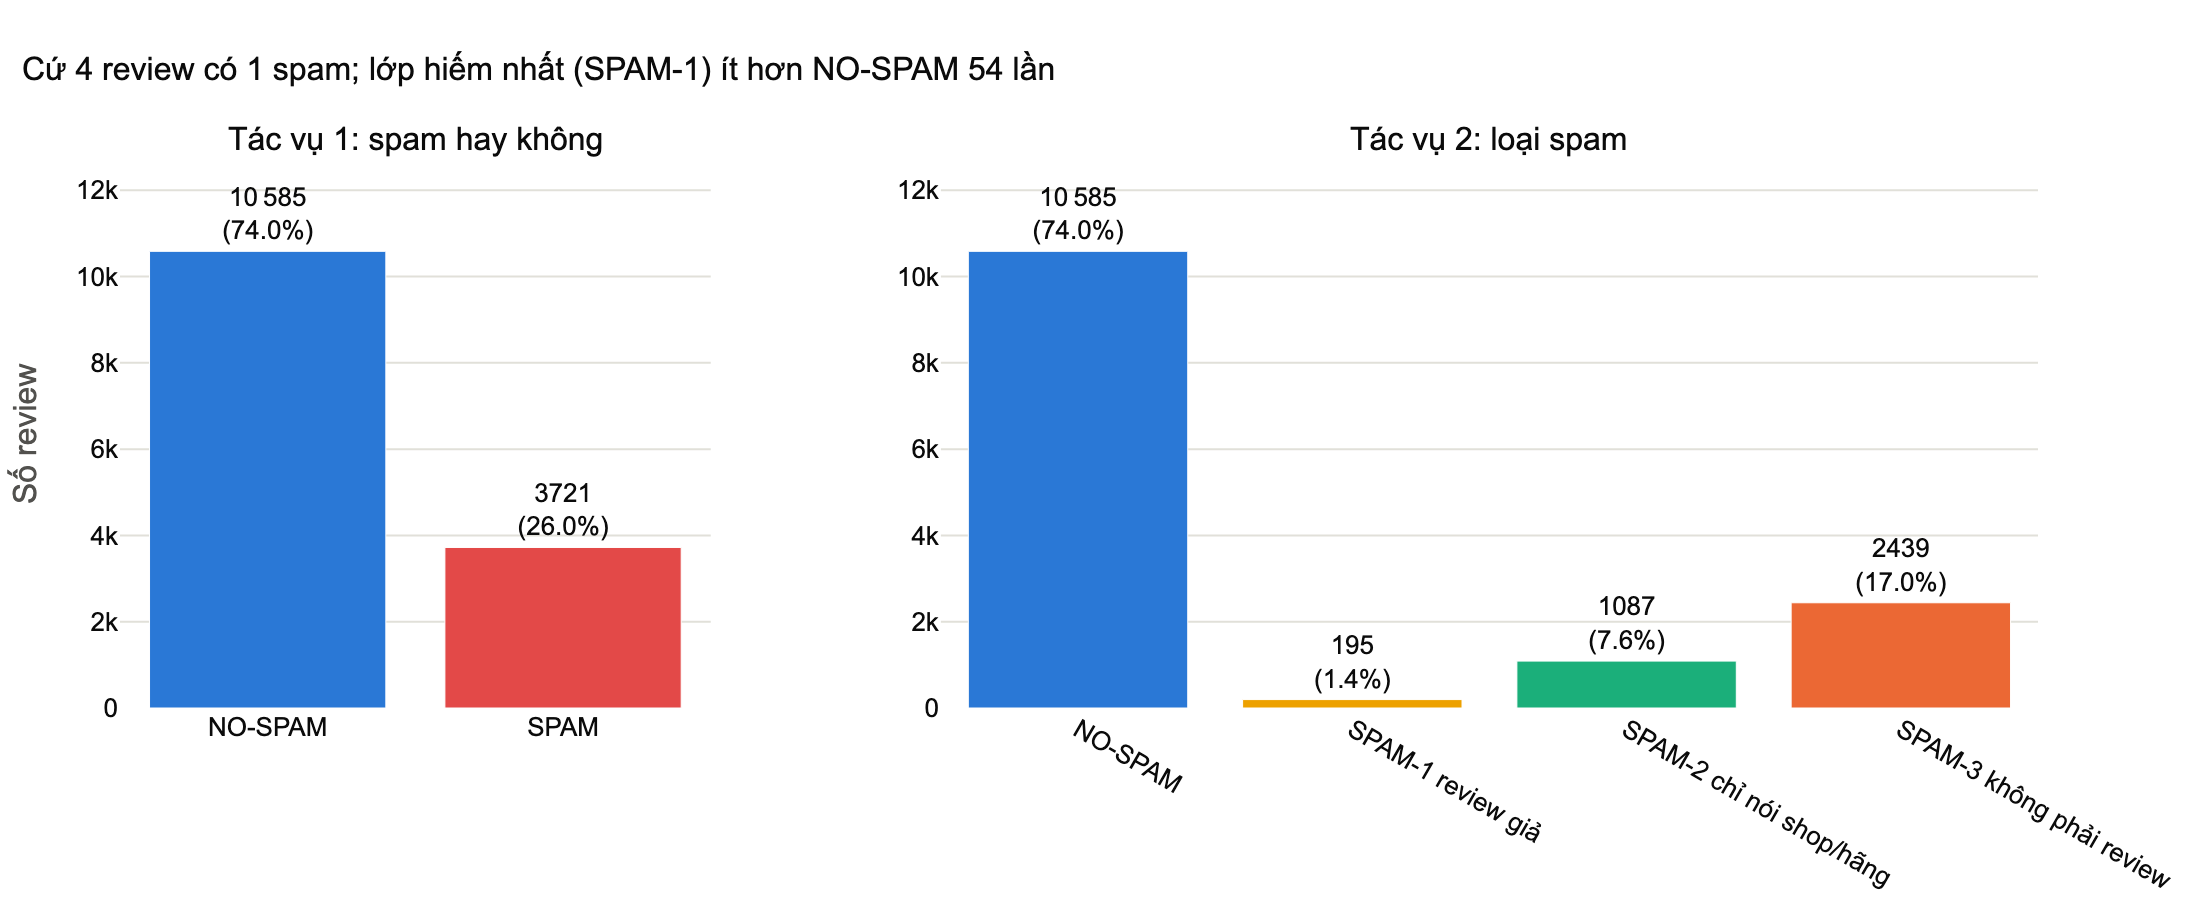 Cứ 4 review có 1 spam; lớp hiếm nhất (SPAM-1) ít hơn NO-SPAM 54 lần
Tác vụ 1: spam hay không
Số review
12k
10k
8k
6k
4k
2k
0
10 585
(74.0%)
3721
(26.0%)
NO-SPAM
SPAM
Tác vụ 2: loại spam
12k
10k
8k
6k
4k
2k
0
10 585
(74.0%)
195
(1.4%)
1087
(7.6%)
2439
(17.0%)
NO-SPAM
SPAM-1 review giả
SPAM-2 chỉ nói shop/hãng
SPAM-3 không phải review